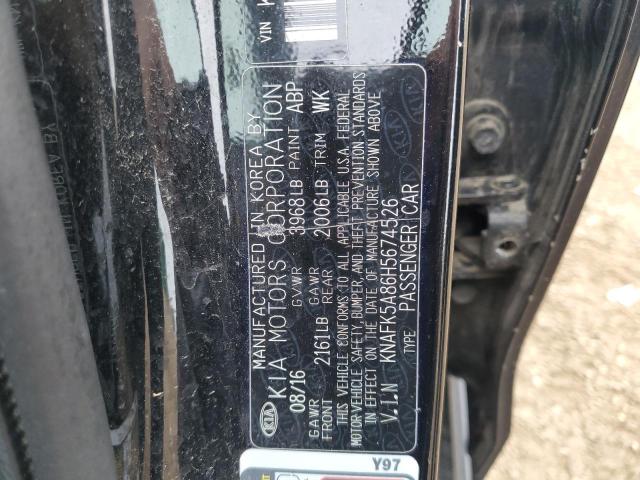 MANUFACTURED IN KOREA BY
KIA KIA MOTORS CORPORATION
08/16 GVWR 3968LB PAINT ABP
GAWR FRONT 2161LB GAWR REAR 2006LB TRIM WK
THIS VEHICLE CONFORMS TO ALL APPLICABLE U.S.A. FEDERAL
MOTOR-VEHICLE SAFETY, BUMPER, AND THEFT PREVENTION STANDARDS
IN EFFECT ON THE DATE OF MANUFACTURE SHOWN ABOVE
V.I.N KNAFK5A86H5674526
TYPE PASSENGER CAR
VIN K
Y97